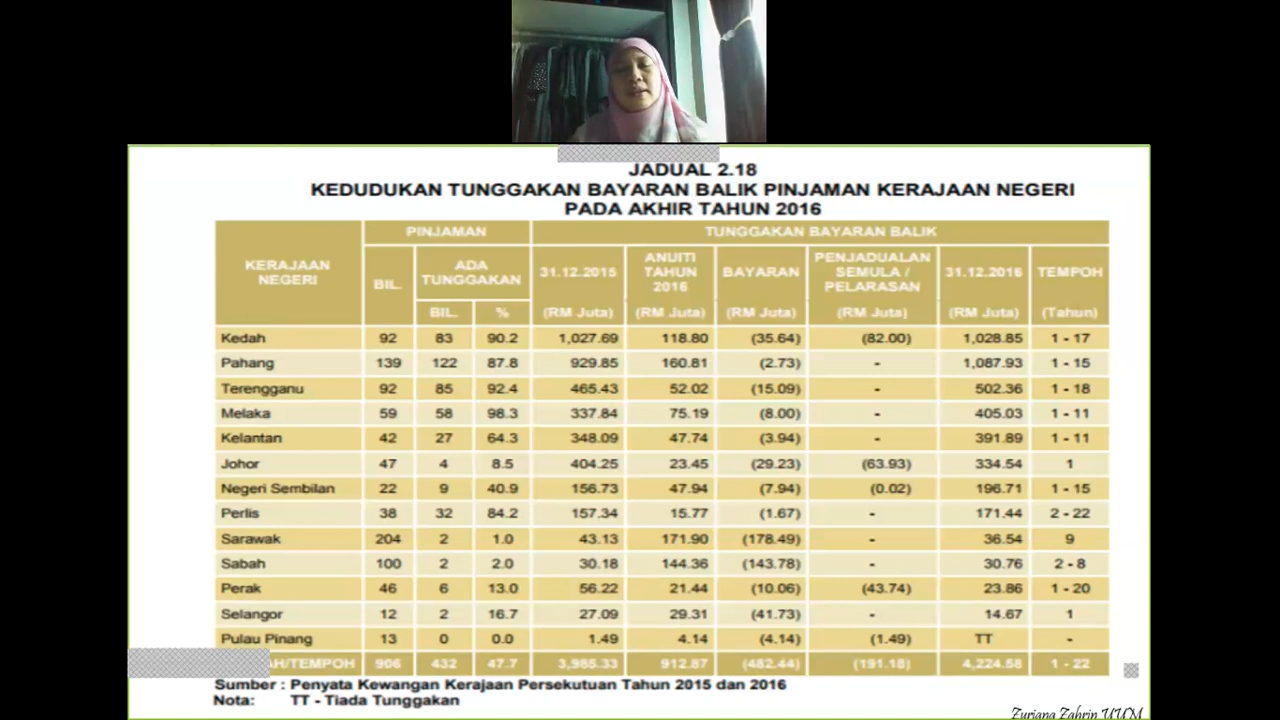 JADUAL 2.18
KEDUDUKAN TUNGGAKAN BAYARAN BALIK PINJAMAN KERAJAAN NEGERI
PADA AKHIR TAHUN 2016
KERAJAAN NEGERI PINJAMAN TUNGGAKAN BAYARAN BALIK
BIL. ADA TUNGGAKAN 31.12.2015 ANUITI TAHUN 2016 BAYARAN PENJADUALAN SEMULA / PELARASAN 31.12.2016 TEMPOH
BIL. % (RM Juta) (RM Juta) (RM Juta) (RM Juta) (RM Juta) (Tahun)
Kedah 92 83 90.2 1,027.69 118.80 (35.64) (82.00) 1,028.85 1 - 17
Pahang 139 122 87.8 929.85 160.81 (2.73) - 1,087.93 1 - 15
Terengganu 92 85 92.4 465.43 52.02 (15.09) - 502.36 1 - 18
Melaka 59 58 98.3 337.84 75.19 (8.00) - 405.03 1 - 11
Kelantan 42 27 64.3 348.09 47.74 (3.94) - 391.89 1 - 11
Johor 47 4 8.5 404.25 23.45 (29.23) (63.93) 334.54 1
Negeri Sembilan 22 9 40.9 156.73 47.94 (7.94) (0.02) 196.71 1 - 15
Perlis 38 32 84.2 157.34 15.77 (1.67) - 171.44 2 - 22
Sarawak 204 2 1.0 43.13 171.90 (178.49) - 36.54 9
Sabah 100 2 2.0 30.18 144.36 (143.78) - 30.76 2 - 8
Perak 46 6 13.0 56.22 21.44 (10.06) (43.74) 23.86 1 - 20
Selangor 12 2 16.7 27.09 29.31 (41.73) - 14.67 1
Pulau Pinang 13 0 0.0 1.49 4.14 (4.14) (1.49) TT -
AH/TEMPOH 906 432 47.7 3,985.33 912.87 (482.44) (191.18) 4,224.58 1 - 22
Sumber : Penyata Kewangan Kerajaan Persekutuan Tahun 2015 dan 2016
Nota: TT - Tiada Tunggakan
Zuriana Zahrin UUM